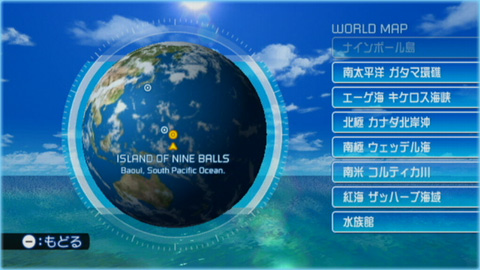 WORLD MAP
ナインボール島
南太平洋 ガタマ環礁
エーゲ海 キケロス海峡
北極 カナダ北岸沖
南極 ウェッデル海
南米 コルティカ川
紅海 ザッハーブ海域
水族館
ISLAND OF NINE BALLS
Baoul, South Pacific Ocean.
⊖:もどる